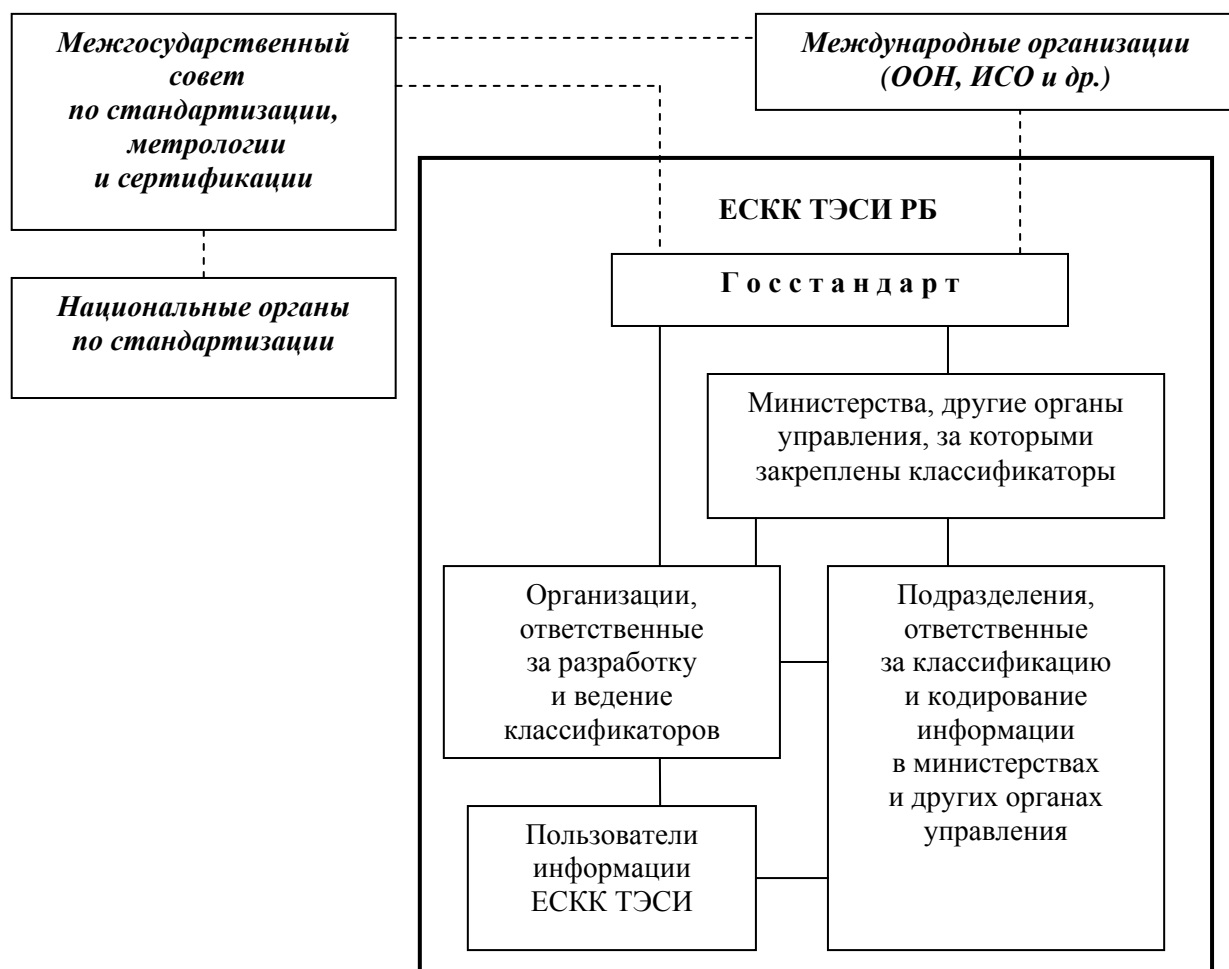 Межгосударственный
совет
по стандартизации,
метрологии
и сертификации
Международные организации
(ООН, ИСО и др.)
Национальные органы
по стандартизации
ЕСКК ТЭСИ РБ
Г о с с т а н д а р т
Министерства, другие органы
управления, за которыми
закреплены классификаторы
Организации,
ответственные
за разработку
и ведение
классификаторов
Подразделения,
ответственные
за классификацию
и кодирование
информации
в министерствах
и других органах
управления
Пользователи
информации
ЕСКК ТЭСИ